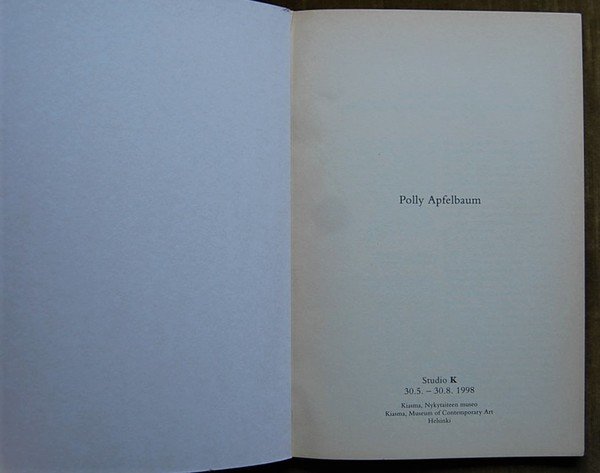 Polly Apfelbaum
Studio K
30.5. – 30.8. 1998
Kiasma, Nykytaiteen museo
Kiasma, Museum of Contemporary Art
Helsinki